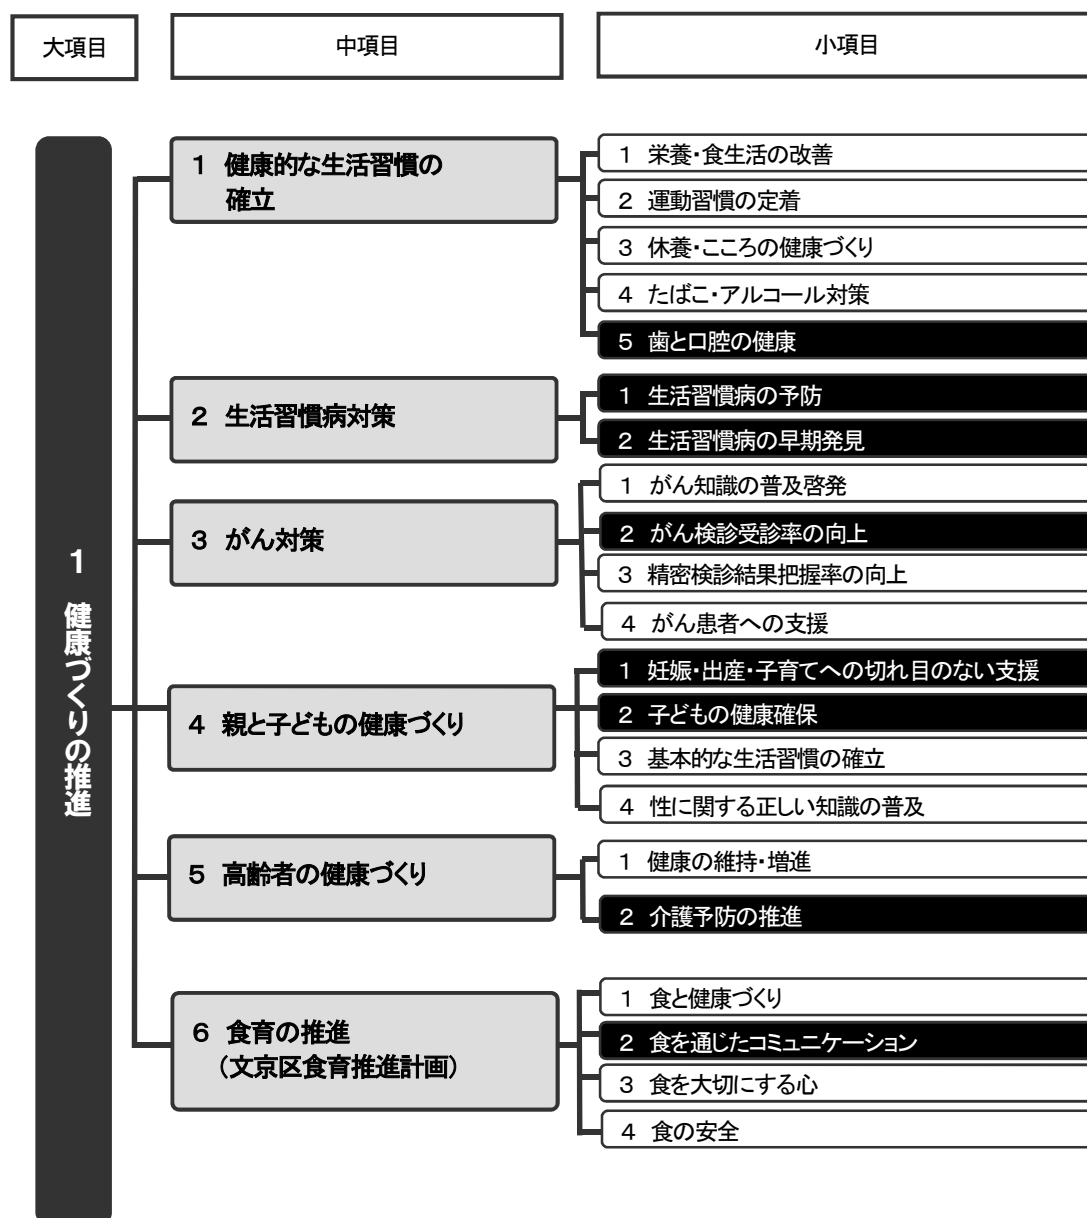 大項目
中項目
小項目
1 健康づくりの推進
1 健康的な生活習慣の
確立
1 栄養・食生活の改善
2 運動習慣の定着
3 休養・こころの健康づくり
4 たばこ・アルコール対策
5 歯と口腔の健康
2 生活習慣病対策
1 生活習慣病の予防
2 生活習慣病の早期発見
3 がん対策
1 がん知識の普及啓発
2 がん検診受診率の向上
3 精密検診結果把握率の向上
4 がん患者への支援
4 親と子どもの健康づくり
1 妊娠・出産・子育てへの切れ目のない支援
2 子どもの健康確保
3 基本的な生活習慣の確立
4 性に関する正しい知識の普及
5 高齢者の健康づくり
1 健康の維持・増進
2 介護予防の推進
6 食育の推進
（文京区食育推進計画）
1 食と健康づくり
2 食を通じたコミュニケーション
3 食を大切にする心
4 食の安全